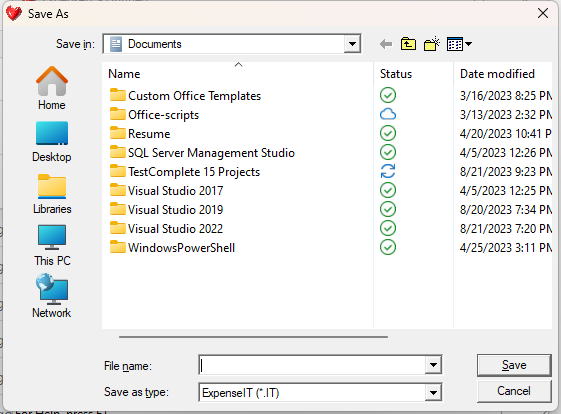 Save As
Save in: Documents
Name Status Date modified
Home
Desktop
Libraries
This PC
Network
Custom Office Templates 3/16/2023 8:25 PM
Office-scripts 3/13/2023 2:32 PM
Resume 4/20/2023 10:41 P
SQL Server Management Studio 4/5/2023 12:26 PM
TestComplete 15 Projects 8/21/2023 9:23 PM
Visual Studio 2017 4/5/2023 12:25 PM
Visual Studio 2019 8/20/2023 7:34 PM
Visual Studio 2022 8/21/2023 7:20 PM
WindowsPowerShell 4/25/2023 3:11 PM
File name: Save
Save as type: ExpenseIT (*.IT) Cancel